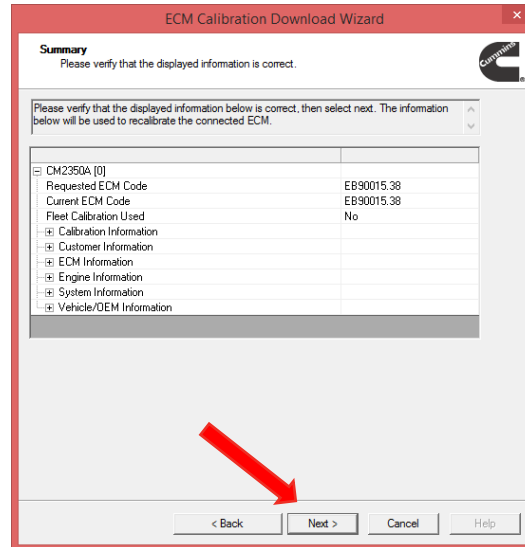 ECM Calibration Download Wizard
Summary
Please verify that the displayed information is correct.
Cummins
Please verify that the displayed information below is correct, then select next. The information
below will be used to recalibrate the connected ECM.
CM2350A [0]
Requested ECM Code EB90015.38
Current ECM Code EB90015.38
Fleet Calibration Used No
Calibration Information
Customer Information
ECM Information
Engine Information
System Information
Vehicle/OEM Information
< Back Next > Cancel Help